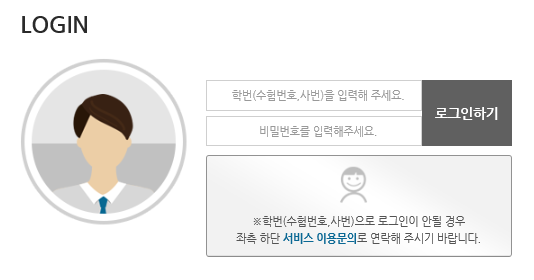 LOGIN
학번(수험번호,사번)을 입력해 주세요.
비밀번호를 입력해주세요.
로그인하기
※학번(수험번호,사번)으로 로그인이 안될 경우
좌측 하단 서비스 이용문의로 연락해 주시기 바랍니다.